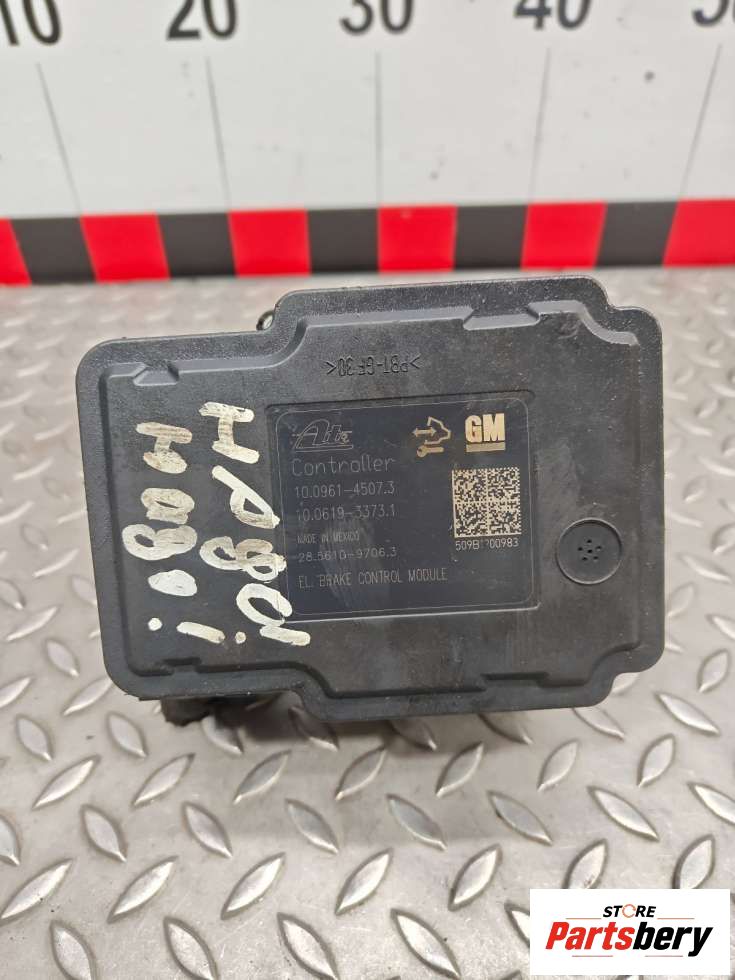 10 20 30 40 50
>PBT-GF30<
Ate
GM
Controller
10.0961-4507.3
10.0619-3373.1
MADE IN MEXICO
28.5610-9706.3
EL. BRAKE CONTROL MODULE
STORE
Partsbery